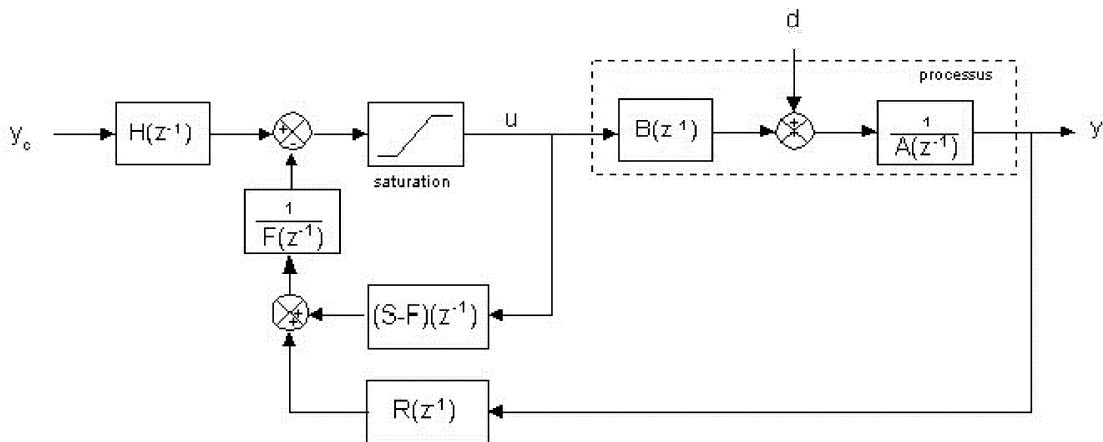 d
processus
y_c
H(z⁻¹)
+
-
saturation
u
B(z⁻¹)
+
+
1
A(z⁻¹)
y
1
F(z⁻¹)
+
+
(S-F)(z⁻¹)
R(z⁻¹)